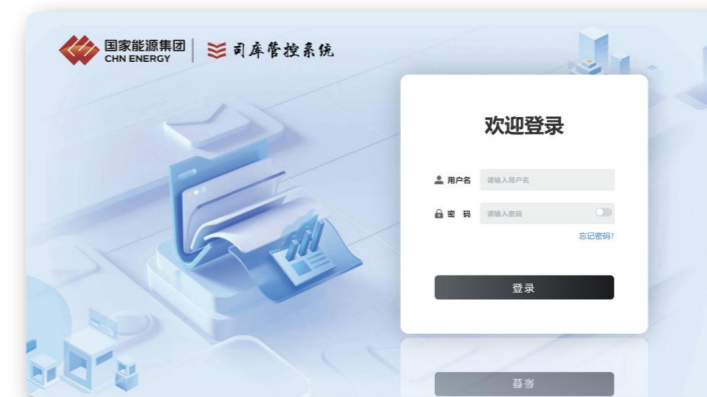 国家能源集团
CHN ENERGY
司库管控系统
欢迎登录
用户名 请输入用户名
密 码 请输入密码
忘记密码?
登录
登录